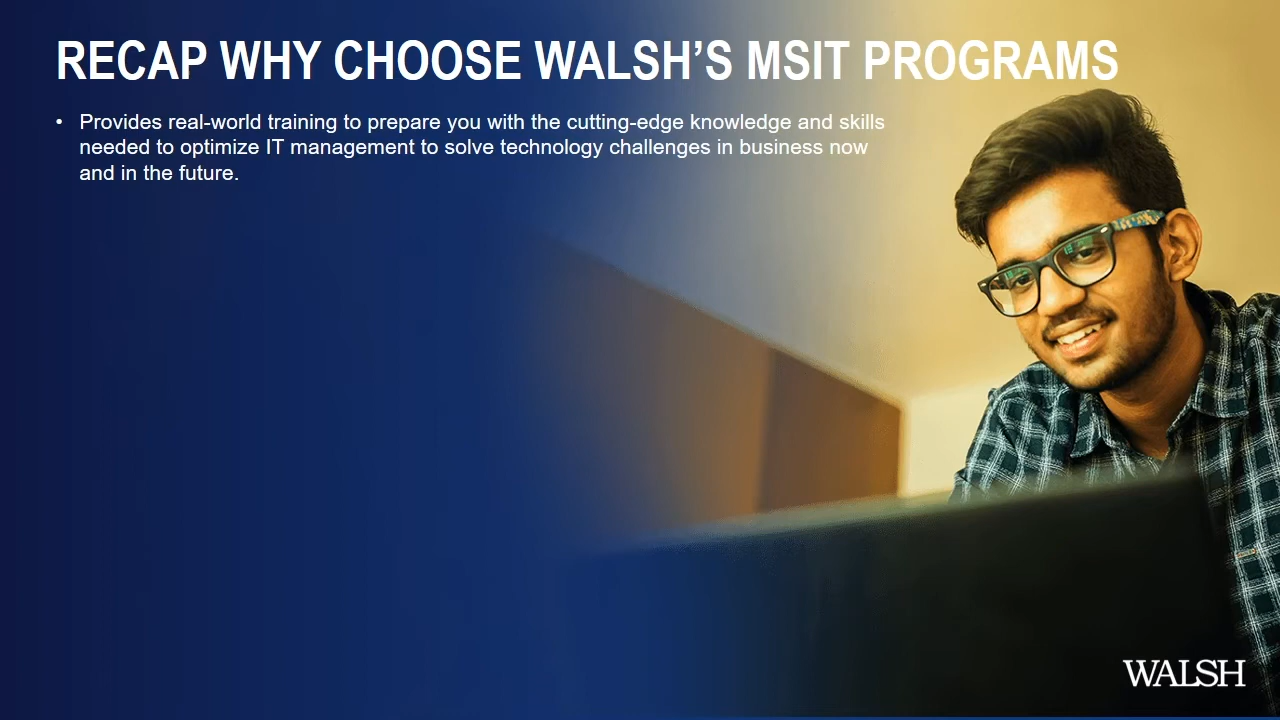 RECAP WHY CHOOSE WALSH’S MSIT PROGRAMS
• Provides real-world training to prepare you with the cutting-edge knowledge and skills
needed to optimize IT management to solve technology challenges in business now
and in the future.
WALSH